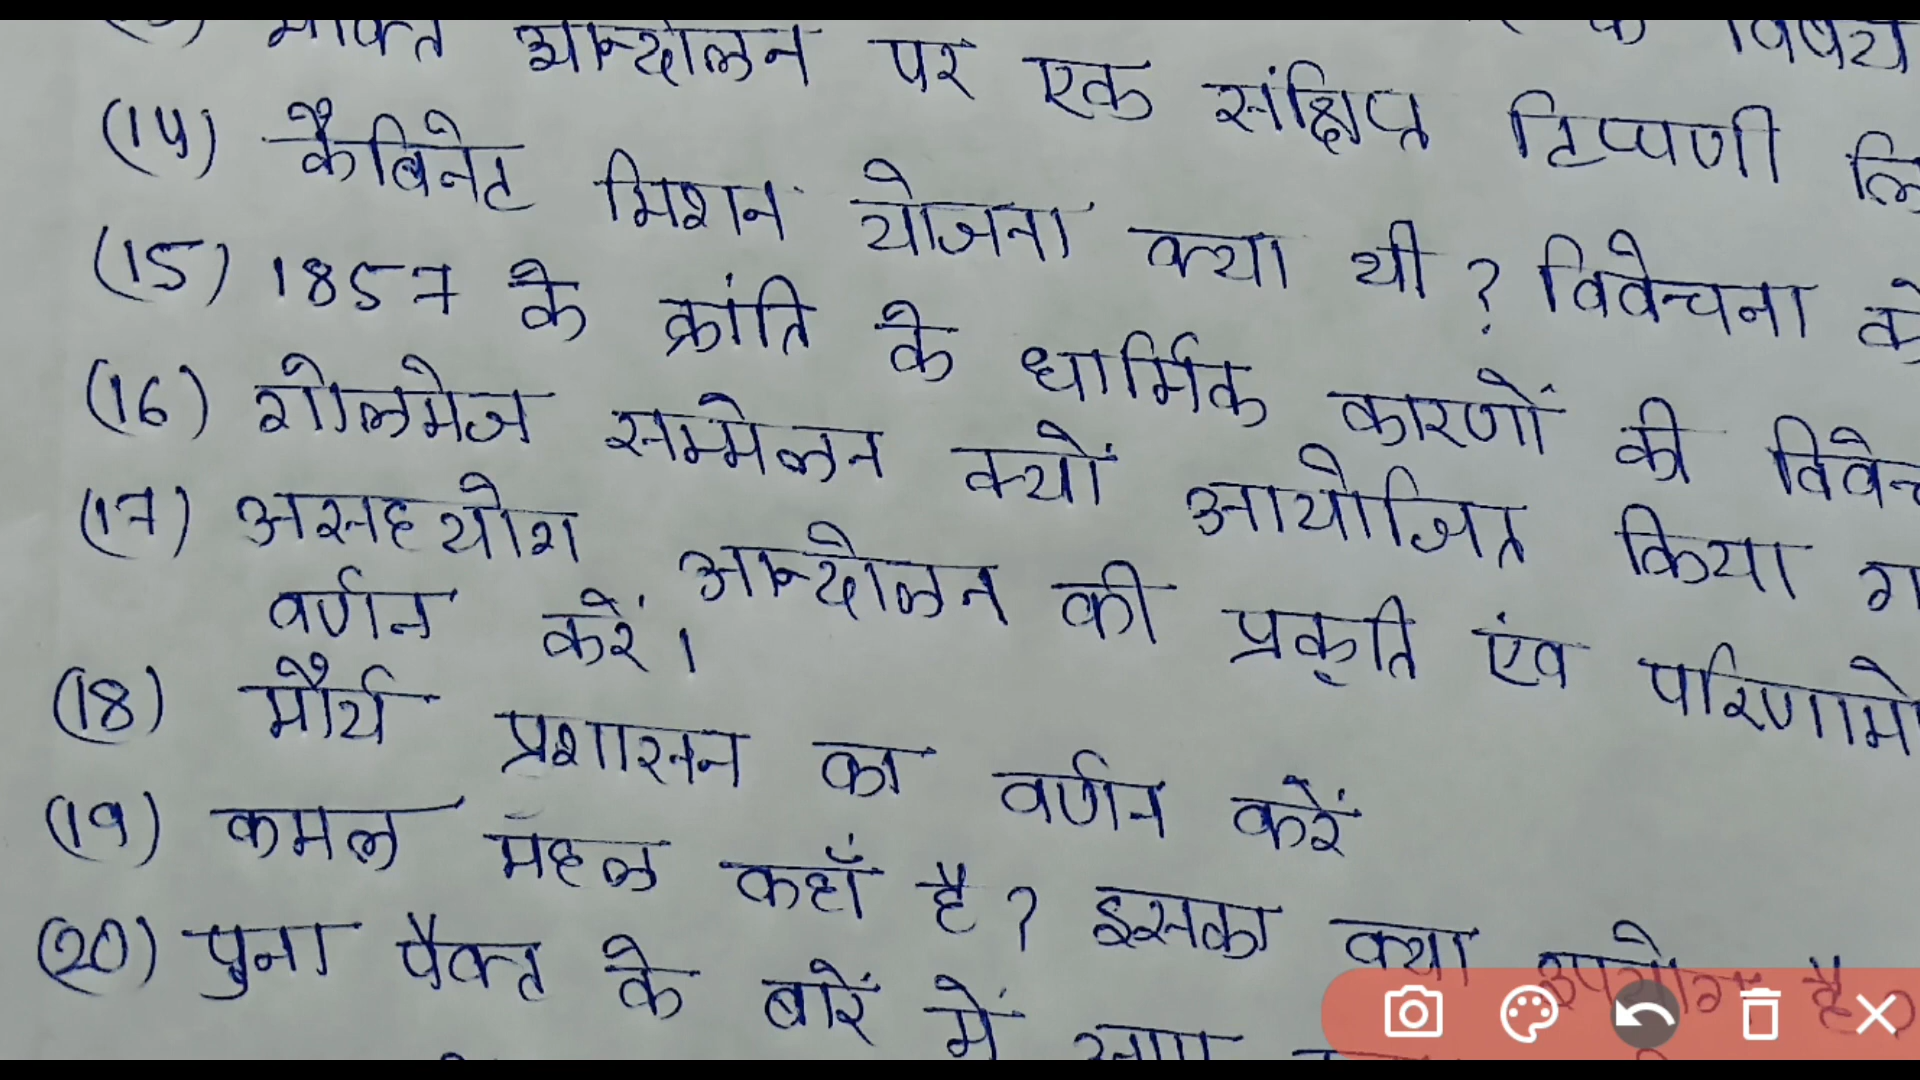 आन्दोलन पर एक संक्षिप्त टिप्पणी
(14) कैबिनेट मिशन योजना क्या थी? विवेचना
(15) 1857 के क्रांति के धार्मिक कारणों की
(16) गोलमेज सम्मेलन क्यों आयोजित किया
(17) असहयोग आन्दोलन की प्रकृति एंव
वर्णन करें।
(18) मौर्य प्रशासन का वर्णन करें
(19) कमल महल कहाँ है? इसका क्या उपयोग है?
(20) पुना पैक्ट के बारें में